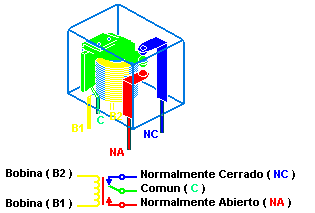 B1
C
B2
NA
NC
Bobina ( B2 )
Normalmente Cerrado ( NC )
Comun ( C )
Bobina ( B1 )
Normalmente Abierto ( NA )